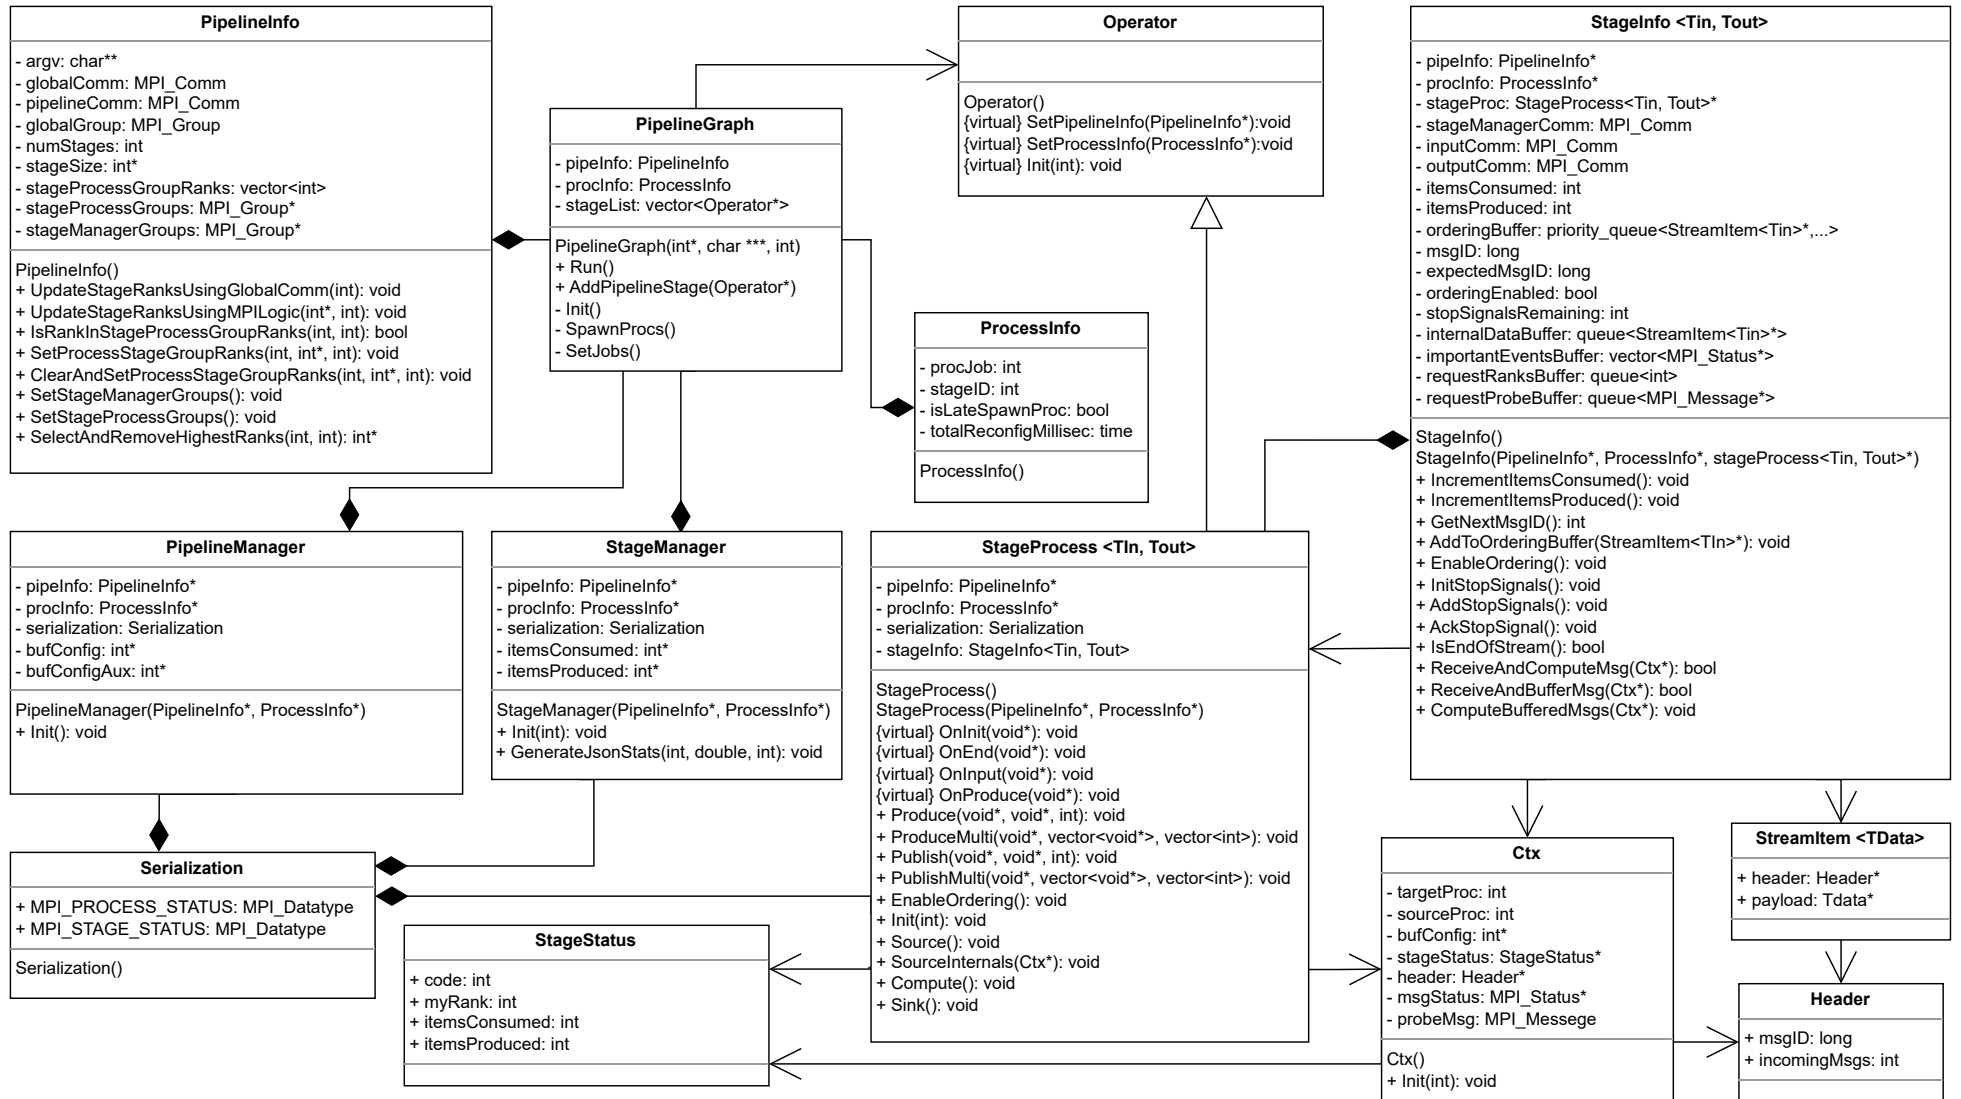 PipelineInfo
- argv: char**
- globalComm: MPI_Comm
- pipelineComm: MPI_Comm
- globalGroup: MPI_Group
- numStages: int
- stageSize: int*
- stageProcessGroupRanks: vector<int>
- stageProcessGroups: MPI_Group*
- stageManagerGroups: MPI_Group*
PipelineInfo()
+ UpdateStageRanksUsingGlobalComm(int): void
+ UpdateStageRanksUsingMPILogic(int*, int): void
+ IsRankInStageProcessGroupRanks(int, int): bool
+ SetProcessStageGroupRanks(int, int*, int): void
+ ClearAndSetProcessStageGroupRanks(int, int*, int): void
+ SetStageManagerGroups(): void
+ SetStageProcessGroups(): void
+ SelectAndRemoveHighestRanks(int, int): int*
PipelineGraph
- pipeInfo: PipelineInfo
- procInfo: ProcessInfo
- stageList: vector<Operator*>
PipelineGraph(int*, char ***, int)
+ Run()
+ AddPipelineStage(Operator*)
- Init()
- SpawnProcs()
- SetJobs()
Operator
Operator()
{virtual} SetPipelineInfo(PipelineInfo*):void
{virtual} SetProcessInfo(ProcessInfo*):void
{virtual} Init(int): void
ProcessInfo
- procJob: int
- stageID: int
- isLateSpawnProc: bool
- totalReconfigMillisec: time
ProcessInfo()
StageInfo <Tin, Tout>
- pipeInfo: PipelineInfo*
- procInfo: ProcessInfo*
- stageProc: StageProcess<Tin, Tout>*
- stageManagerComm: MPI_Comm
- inputComm: MPI_Comm
- outputComm: MPI_Comm
- itemsConsumed: int
- itemsProduced: int
- orderingBuffer: priority_queue<StreamItem<Tin>*,...>
- msgID: long
- expectedMsgID: long
- orderingEnabled: bool
- stopSignalsRemaining: int
- internalDataBuffer: queue<StreamItem<Tin>*>
- importantEventsBuffer: vector<MPI_Status*>
- requestRanksBuffer: queue<int>
- requestProbeBuffer: queue<MPI_Message*>
StageInfo()
StageInfo(PipelineInfo*, ProcessInfo*, stageProcess<Tin, Tout>*)
+ IncrementItemsConsumed(): void
+ IncrementItemsProduced(): void
+ GetNextMsgID(): int
+ AddToOrderingBuffer(StreamItem<TIn>*): void
+ EnableOrdering(): void
+ InitStopSignals(): void
+ AddStopSignals(): void
+ AckStopSignal(): void
+ IsEndOfStream(): bool
+ ReceiveAndComputeMsg(Ctx*): bool
+ ReceiveAndBufferMsg(Ctx*): bool
+ ComputeBufferedMsgs(Ctx*): void
PipelineManager
- pipeInfo: PipelineInfo*
- procInfo: ProcessInfo*
- serialization: Serialization
- bufConfig: int*
- bufConfigAux: int*
PipelineManager(PipelineInfo*, ProcessInfo*)
+ Init(): void
StageManager
- pipeInfo: PipelineInfo*
- procInfo: ProcessInfo*
- serialization: Serialization
- itemsConsumed: int*
- itemsProduced: int*
StageManager(PipelineInfo*, ProcessInfo*)
+ Init(int): void
+ GenerateJsonStats(int, double, int): void
StageProcess <TIn, Tout>
- pipeInfo: PipelineInfo*
- procInfo: ProcessInfo*
- serialization: Serialization
- stageInfo: StageInfo<Tin, Tout>
StageProcess()
StageProcess(PipelineInfo*, ProcessInfo*)
{virtual} OnInit(void*): void
{virtual} OnEnd(void*): void
{virtual} OnInput(void*): void
{virtual} OnProduce(void*): void
+ Produce(void*, void*, int): void
+ ProduceMulti(void*, vector<void*>, vector<int>): void
+ Publish(void*, void*, int): void
+ PublishMulti(void*, vector<void*>, vector<int>): void
+ EnableOrdering(): void
+ Init(int): void
+ Source(): void
+ SourceInternals(Ctx*): void
+ Compute(): void
+ Sink(): void
Serialization
+ MPI_PROCESS_STATUS: MPI_Datatype
+ MPI_STAGE_STATUS: MPI_Datatype
Serialization()
StageStatus
+ code: int
+ myRank: int
+ itemsConsumed: int
+ itemsProduced: int
Ctx
- targetProc: int
- sourceProc: int
- bufConfig: int*
- stageStatus: StageStatus*
- header: Header*
- msgStatus: MPI_Status*
- probeMsg: MPI_Messege
Ctx()
+ Init(int): void
StreamItem <TData>
+ header: Header*
+ payload: Tdata*
Header
+ msgID: long
+ incomingMsgs: int